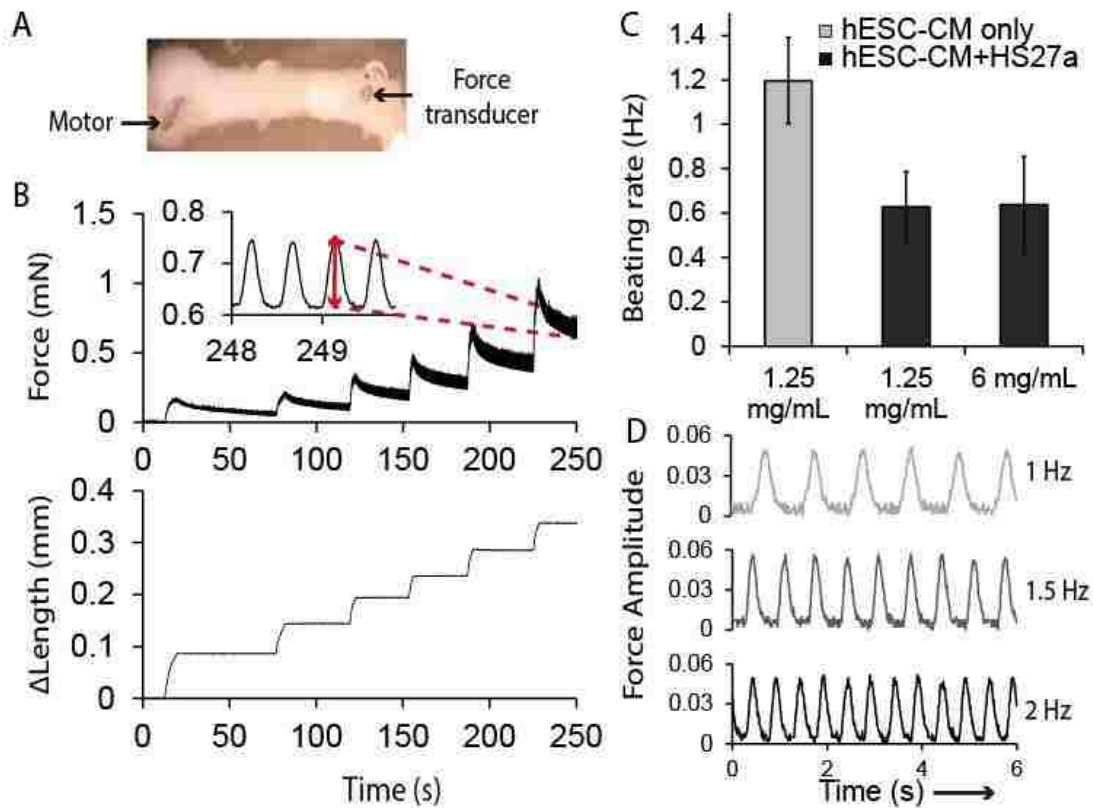 A
Motor
Force
transducer
B
Force (mN)
1.5
1
0.5
0
0.8
0.7
0.6
248 249
0 50 100 150 200 250
ΔLength (mm)
0.4
0.3
0.2
0.1
0
0 50 100 150 200 250
Time (s)
C
hESC-CM only
hESC-CM+HS27a
Beating rate (Hz)
1.4
1.2
1
0.8
0.6
0.4
0.2
0
1.25
mg/mL
1.25
mg/mL
6 mg/mL
D
Force Amplitude
0.06
0.03
0
1 Hz
0.06
0.03
0
1.5 Hz
0.06
0.03
0
2 Hz
0 2 4 6
Time (s)